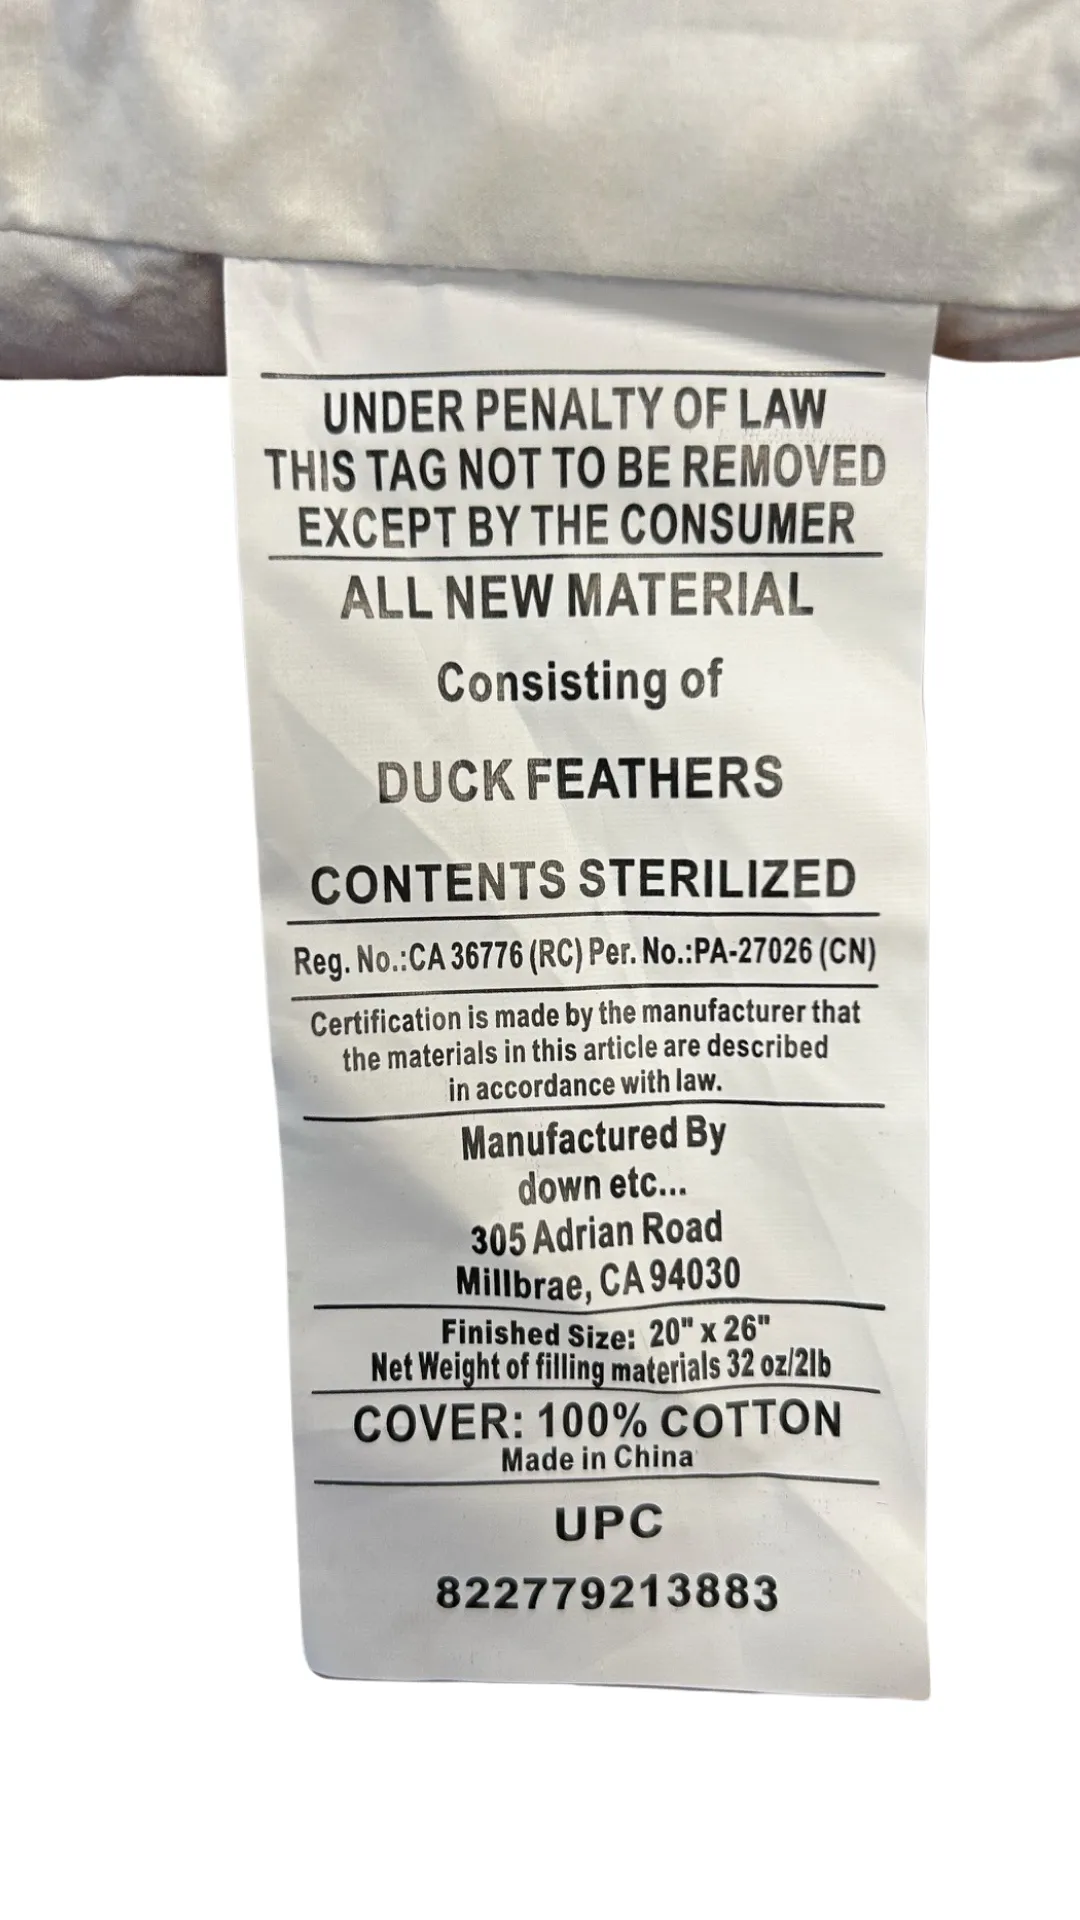 UNDER PENALTY OF LAW
THIS TAG NOT TO BE REMOVED
EXCEPT BY THE CONSUMER
ALL NEW MATERIAL
Consisting of
DUCK FEATHERS
CONTENTS STERILIZED
Reg. No.:CA 36776 (RC) Per. No.:PA-27026 (CN)
Certification is made by the manufacturer that
the materials in this article are described
in accordance with law.
Manufactured By
down etc...
305 Adrian Road
Millbrae, CA 94030
Finished Size: 20" x 26"
Net Weight of filling materials 32 oz/2lb
COVER: 100% COTTON
Made in China
UPC
822779213883